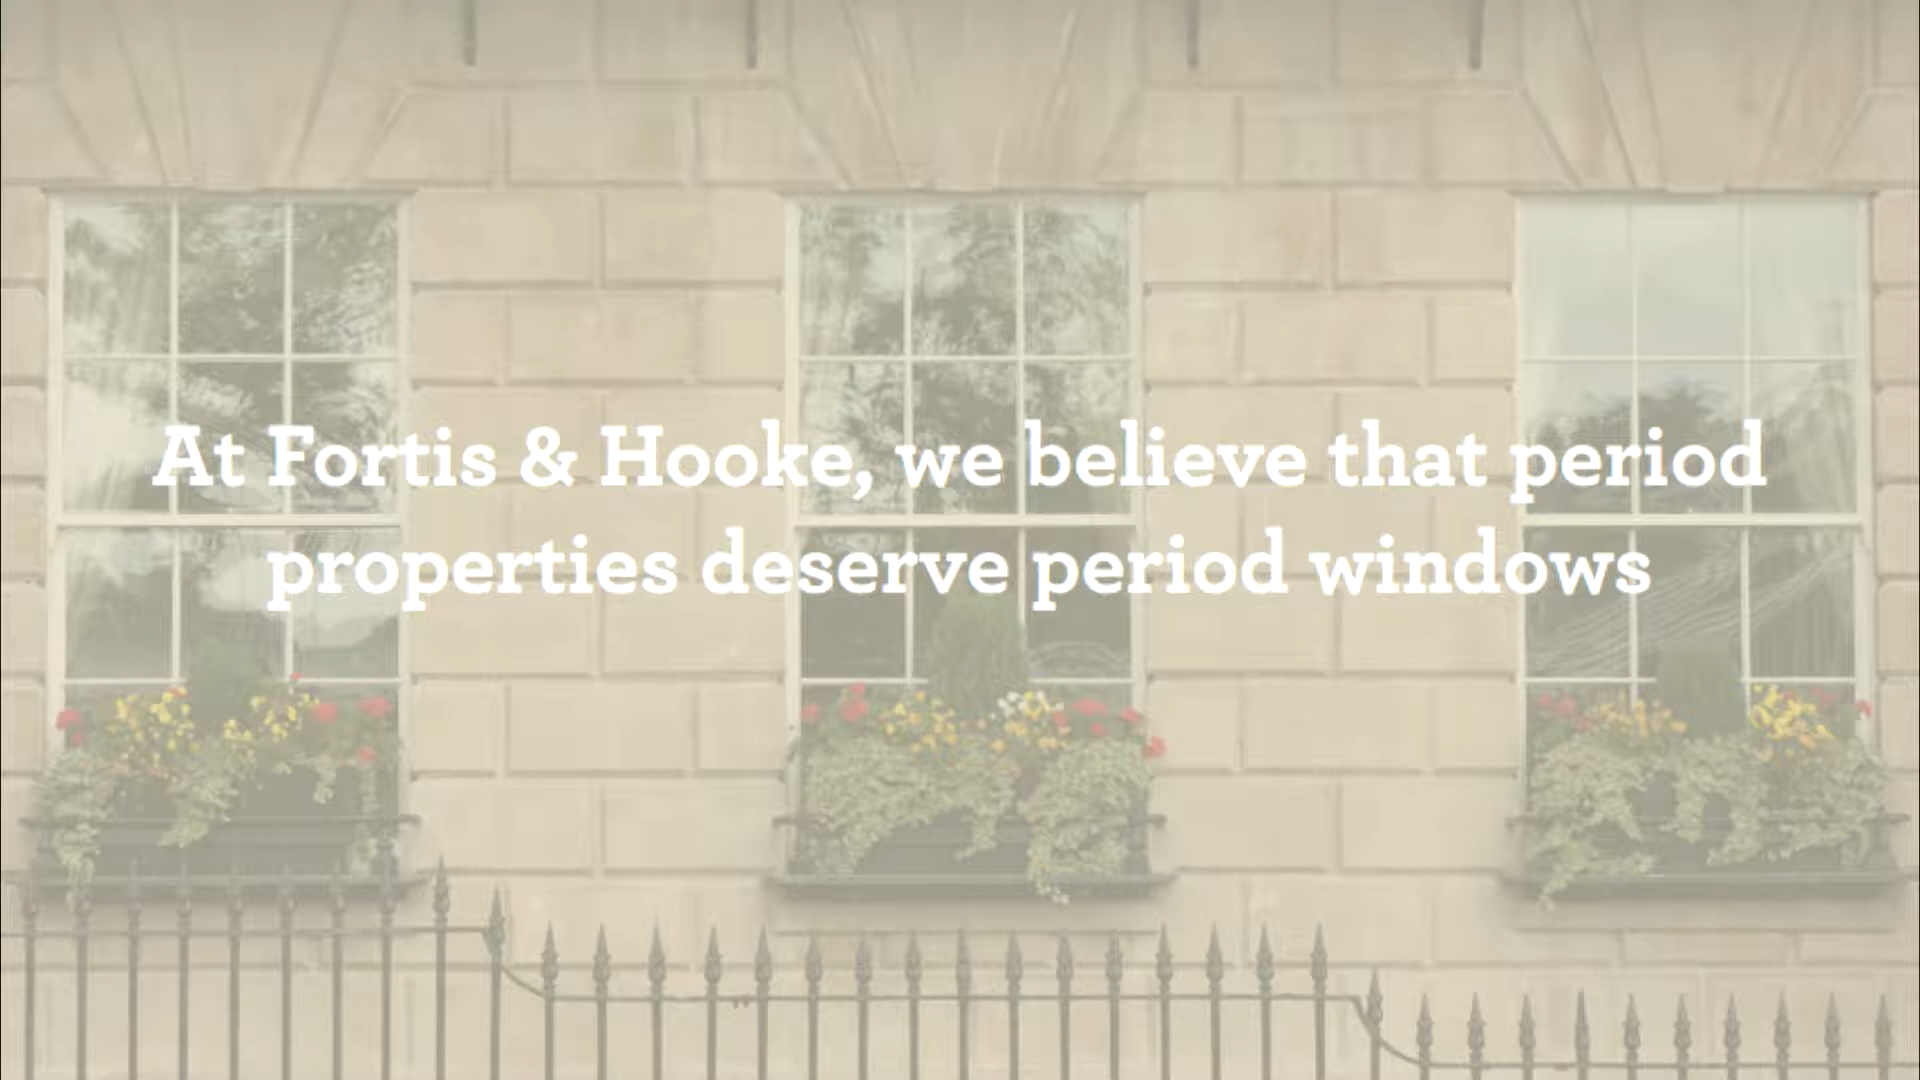 At Fortis & Hooke, we believe that period
properties deserve period windows